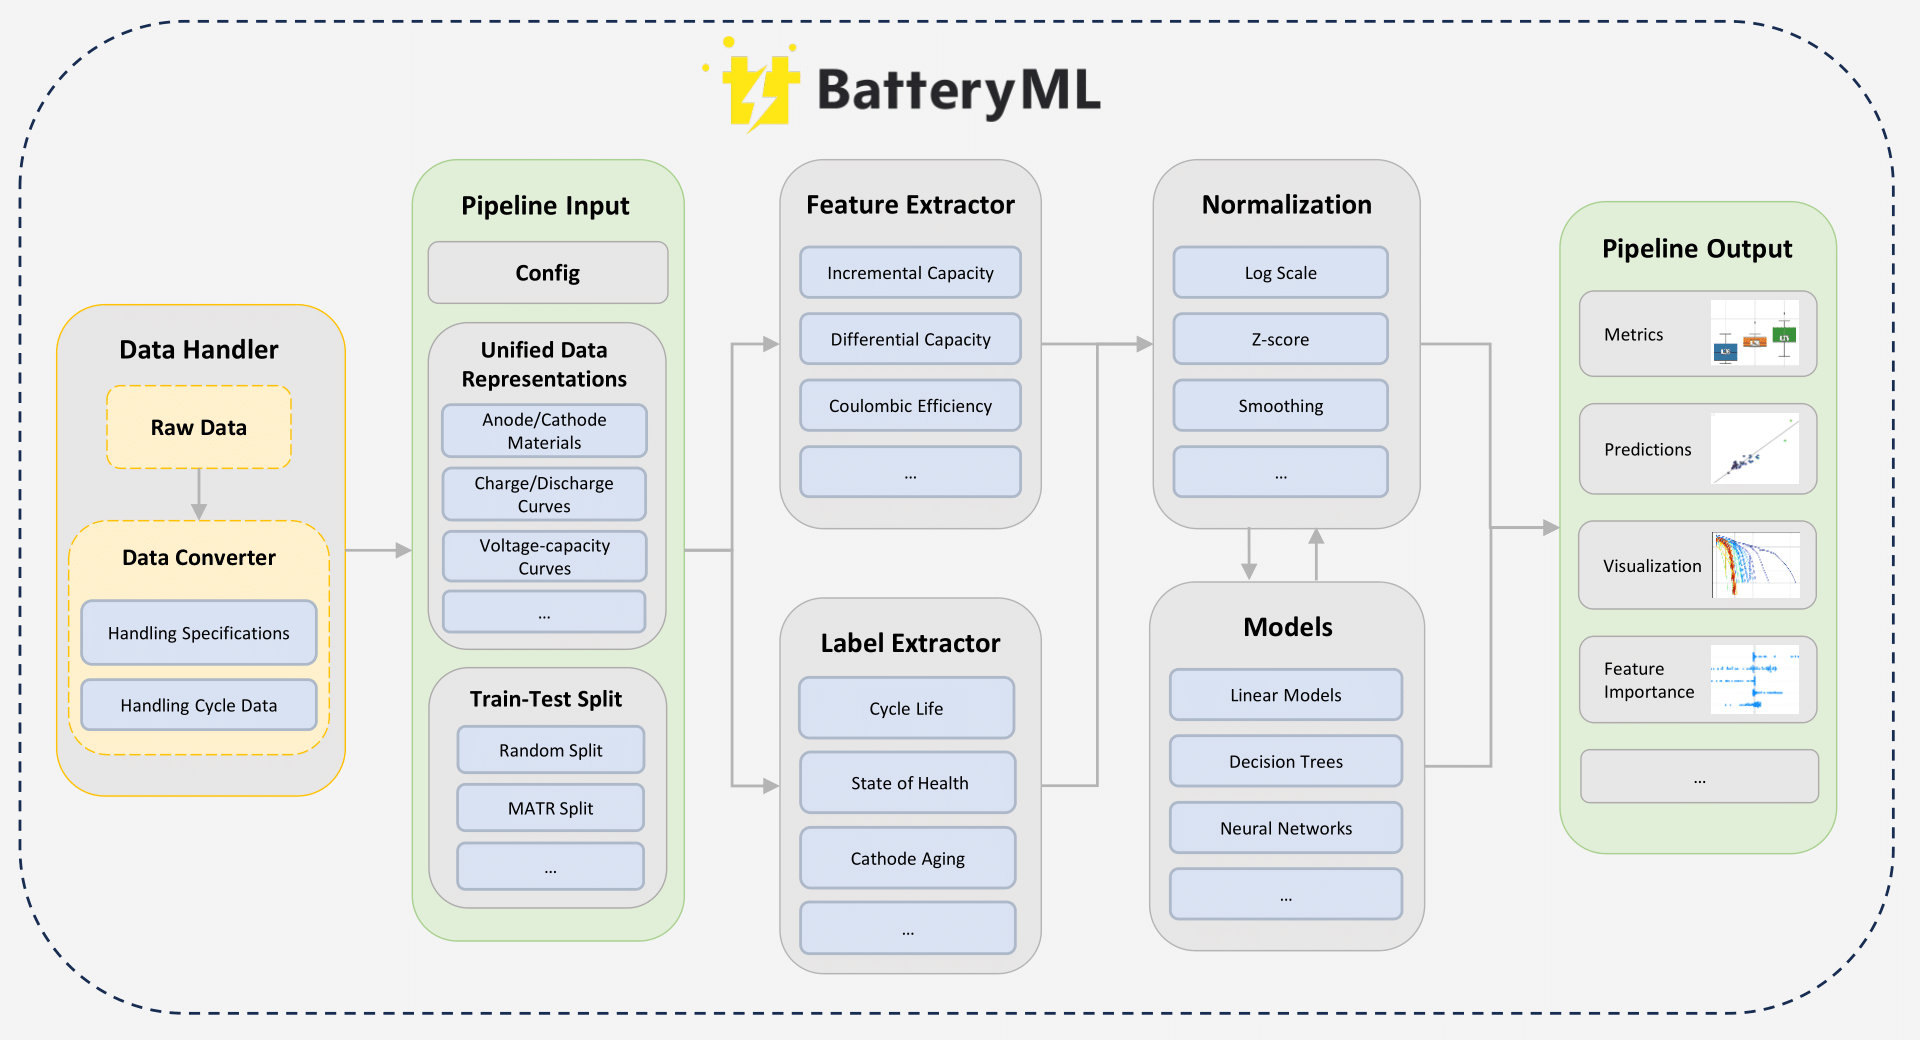 BatteryML
Data Handler
Raw Data
Data Converter
Handling Specifications
Handling Cycle Data
Pipeline Input
Config
Unified Data
Representations
Anode/Cathode
Materials
Charge/Discharge
Curves
Voltage-capacity
Curves
...
Train-Test Split
Random Split
MATR Split
...
Feature Extractor
Incremental Capacity
Differential Capacity
Coulombic Efficiency
...
Label Extractor
Cycle Life
State of Health
Cathode Aging
...
Normalization
Log Scale
Z-score
Smoothing
...
Models
Linear Models
Decision Trees
Neural Networks
...
Pipeline Output
Metrics
Predictions
Visualization
Feature
Importance
...